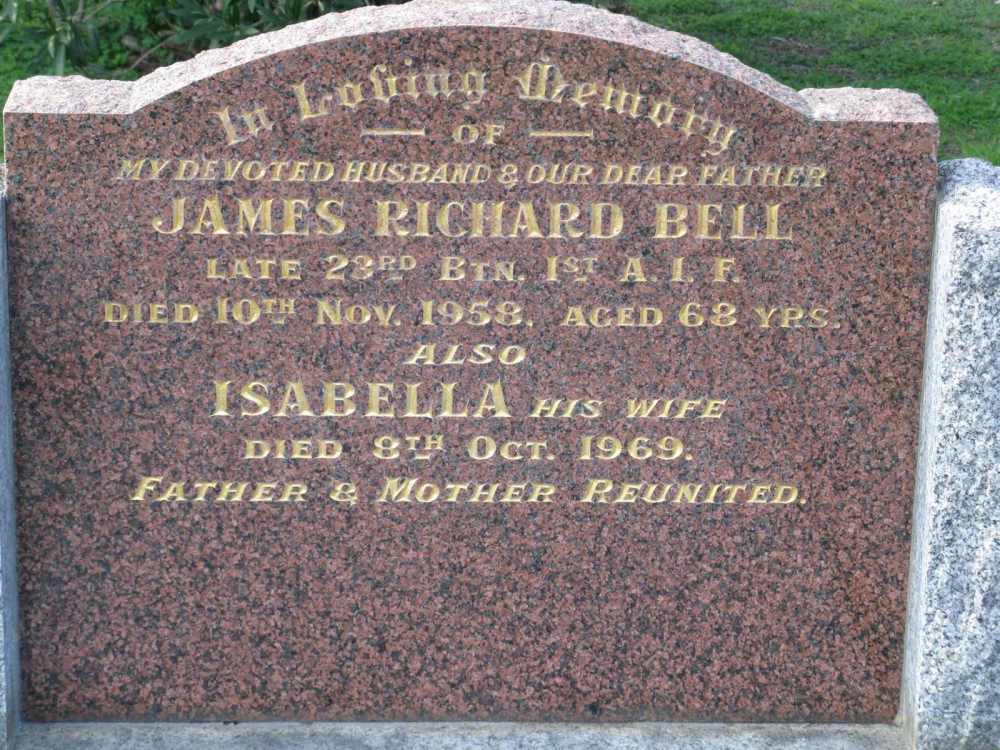 In Loving Memory
— OF —
MY DEVOTED HUSBAND & OUR DEAR FATHER
JAMES RICHARD BELL
LATE 23RD BTN. 1ST A.I.F.
DIED 10TH NOV. 1958. AGED 68 YRS.
ALSO
ISABELLA HIS WIFE
DIED 8TH OCT. 1969.
FATHER & MOTHER REUNITED.